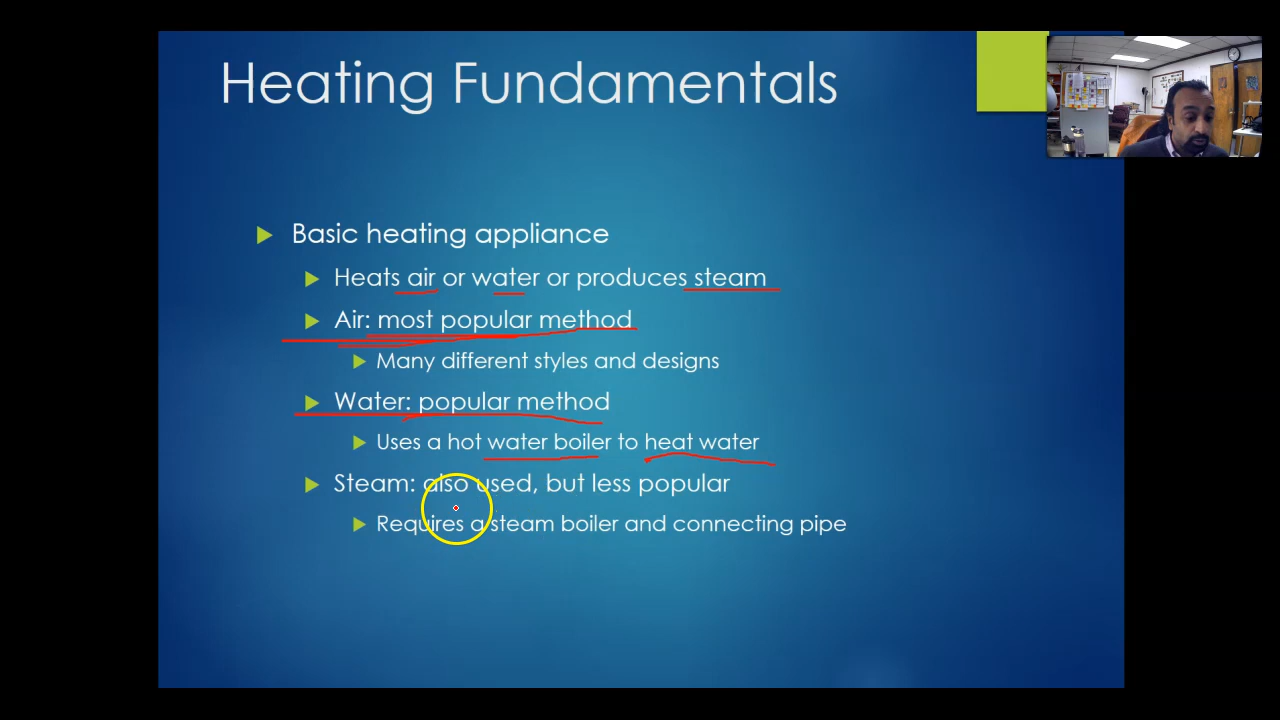 Heating Fundamentals
Basic heating appliance
Heats air or water or produces steam
Air: most popular method
Many different styles and designs
Water: popular method
Uses a hot water boiler to heat water
Steam: also used, but less popular
Requires a steam boiler and connecting pipe